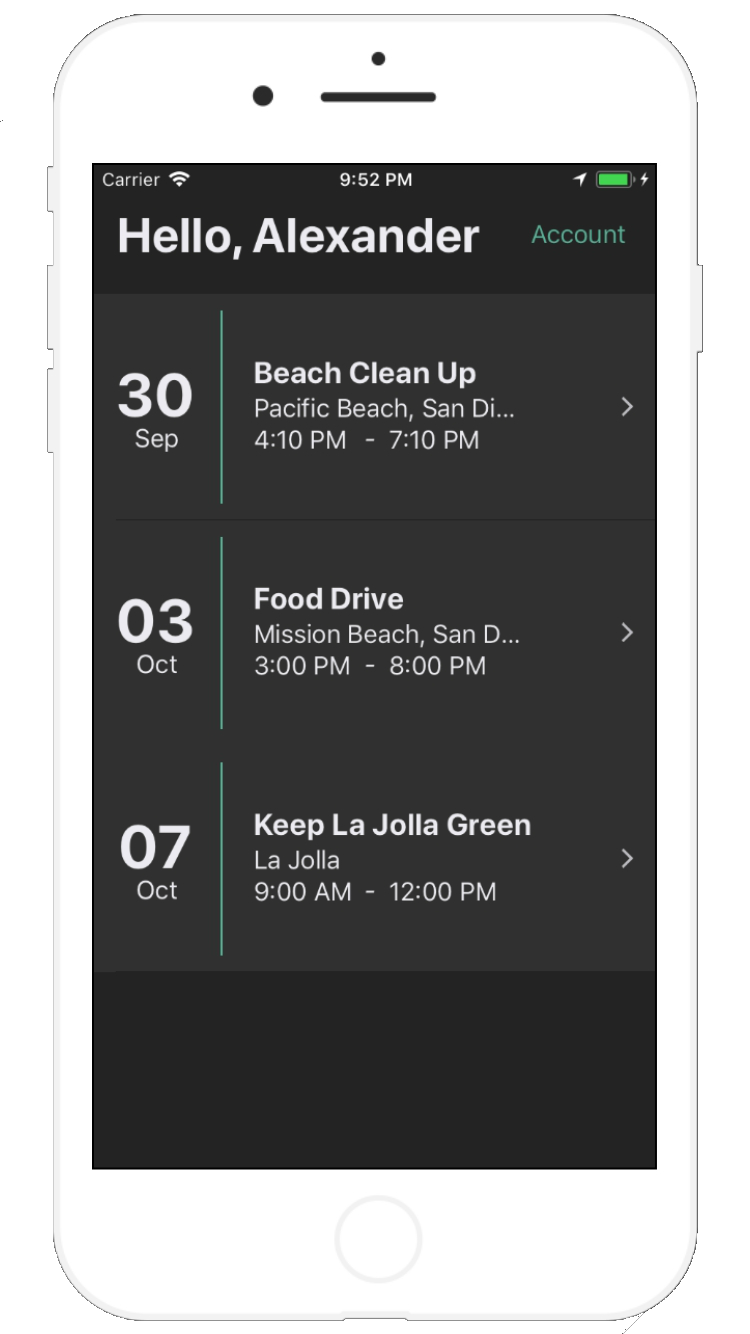 Carrier 9:52 PM
Hello, Alexander Account
30
Sep
Beach Clean Up
Pacific Beach, San Di...
4:10 PM - 7:10 PM
03
Oct
Food Drive
Mission Beach, San D...
3:00 PM - 8:00 PM
07
Oct
Keep La Jolla Green
La Jolla
9:00 AM - 12:00 PM